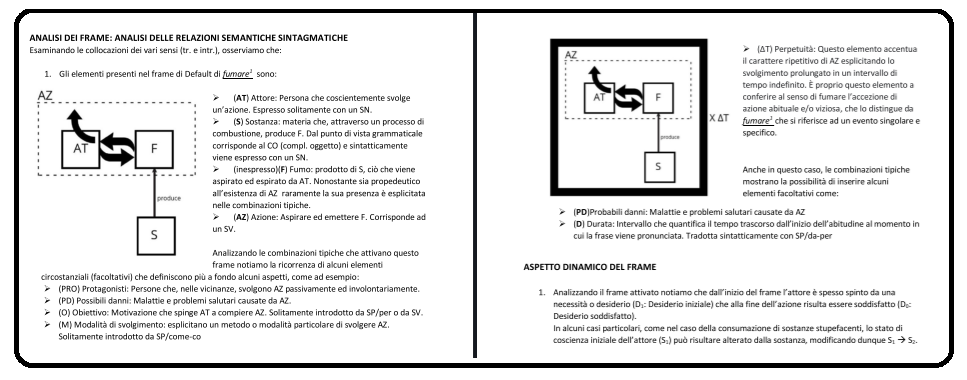 ANALISI DEI FRAME: ANALISI DELLE RELAZIONI SEMANTICHE SINTAGMATICHE
Esaminando le collocazioni dei vari sensi (tr. e intr.), osserviamo che:
1. Gli elementi presenti nel frame di Default di fumare¹ sono:
AZ
AT
F
produce
S
➢ (AT) Attore: Persona che coscientemente svolge
un'azione. Espresso solitamente con un SN.
➢ (S) Sostanza: materia che, attraverso un processo di
combustione, produce F. Dal punto di vista grammaticale
corrisponde al CO (compl. oggetto) e sintatticamente
viene espresso con un SN.
➢ (inespresso)(F) Fumo: prodotto di S, ciò che viene
aspirato ed espirato da AT. Nonostante sia propedeutico
all'esistenza di AZ raramente la sua presenza è esplicitata
nelle combinazioni tipiche.
➢ (AZ) Azione: Aspirare ed emettere F. Corrisponde ad
un SV.
Analizzando le combinazioni tipiche che attivano questo
frame notiamo la ricorrenza di alcuni elementi
circostanziali (facoltativi) che definiscono più a fondo alcuni aspetti, come ad esempio:
➢ (PRO) Protagonisti: Persone che, nelle vicinanze, svolgono AZ passivamente ed involontariamente.
➢ (PD) Possibili danni: Malattie e problemi salutari causate da AZ.
➢ (O) Obiettivo: Motivazione che spinge AT a compiere AZ. Solitamente introdotto da SP/per o da SV.
➢ (M) Modalità di svolgimento: esplicitano un metodo o modalità particolare di svolgere AZ.
Solitamente introdotto da SP/come-co
AZ
AT
F
produce
S
X ΔT
➢ (ΔT) Perpetuità: Questo elemento accentua
il carattere ripetitivo di AZ esplicitando lo
svolgimento prolungato in un intervallo di
tempo indefinito. È proprio questo elemento a
conferire al senso di fumare l'accezione di
azione abituale e/o viziosa, che lo distingue da
fumare¹ che si riferisce ad un evento singolare e
specifico.
Anche in questo caso, le combinazioni tipiche
mostrano la possibilità di inserire alcuni
elementi facoltativi come:
➢ (PD)Probabili danni: Malattie e problemi salutari causate da AZ
➢ (D) Durata: Intervallo che quantifica il tempo trascorso dall'inizio dell'abitudine al momento in
cui la frase viene pronunciata. Tradotta sintatticamente con SP/da-per
ASPETTO DINAMICO DEL FRAME
1. Analizzando il frame attivato notiamo che dall'inizio del frame l'attore è spesso spinto da una
necessità o desiderio (D₁: Desiderio iniziale) che alla fine dell'azione risulta essere soddisfatto (D₀:
Desiderio soddisfatto).
In alcuni casi particolari, come nel caso della consumazione di sostanze stupefacenti, lo stato di
coscienza iniziale dell'attore (S₁) può risultare alterato dalla sostanza, modificando dunque S₁ → S₂.